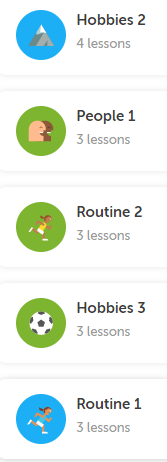 Hobbies 2
4 lessons
People 1
3 lessons
Routine 2
3 lessons
Hobbies 3
3 lessons
Routine 1
3 lessons